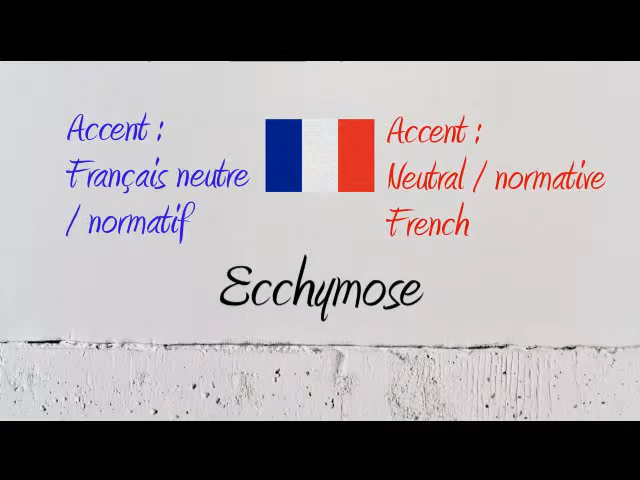 Accent :
Français neutre
/ normatif
Accent :
Neutral / normative
French
Ecchymose